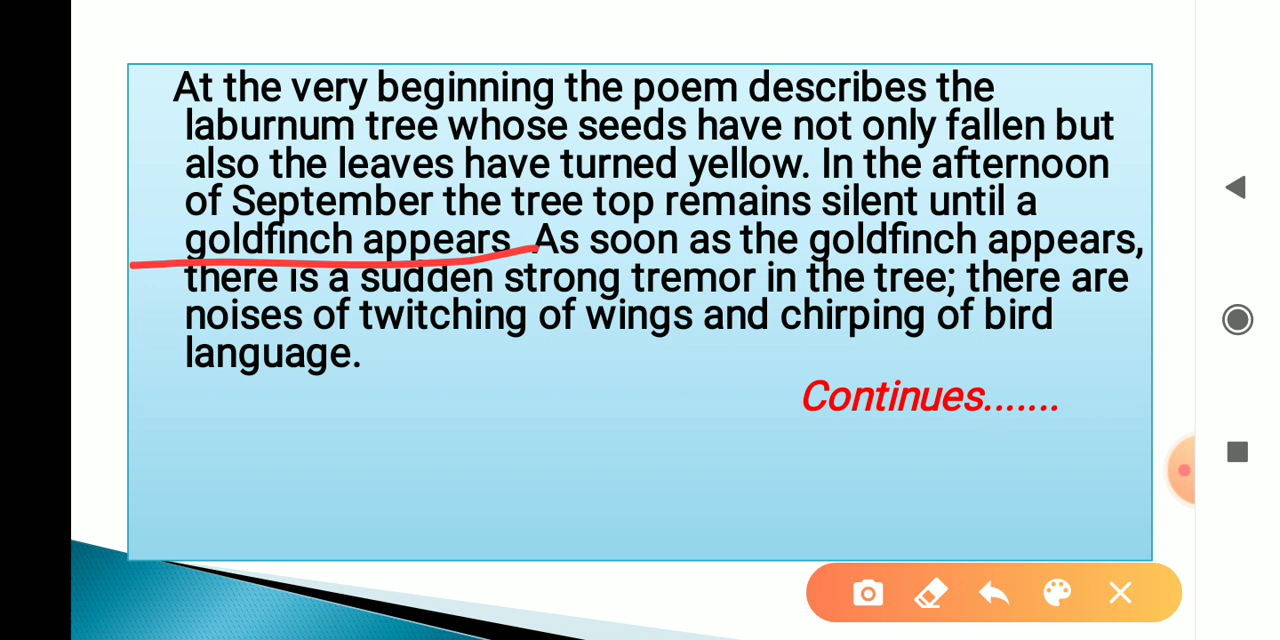 At the very beginning the poem describes the
laburnum tree whose seeds have not only fallen but
also the leaves have turned yellow. In the afternoon
of September the tree top remains silent until a
goldfinch appears. As soon as the goldfinch appears,
there is a sudden strong tremor in the tree; there are
noises of twitching of wings and chirping of bird
language.
Continues.......